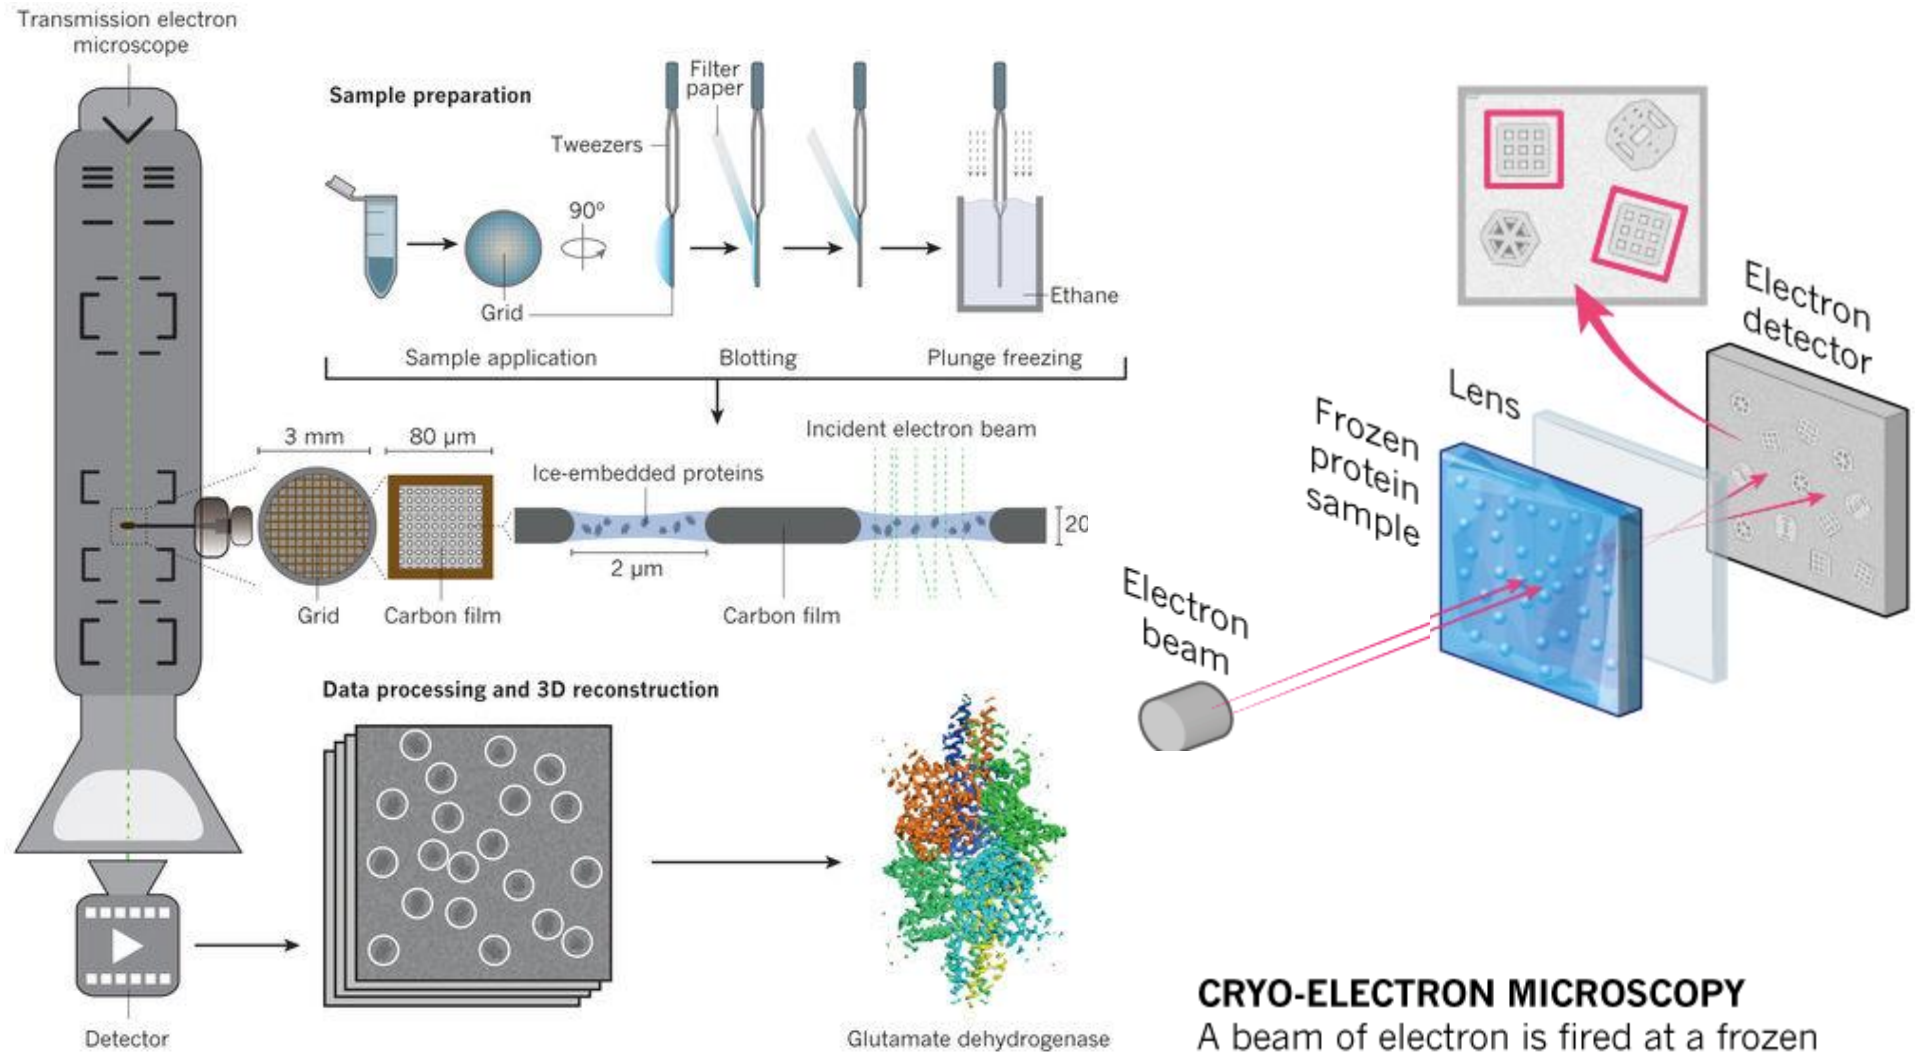 Transmission electron
microscope
Sample preparation
Filter
paper
Tweezers
90°
Grid
Ethane
Sample application
Blotting
Plunge freezing
3 mm
80 µm
Incident electron beam
Ice-embedded proteins
20
2 µm
Grid
Carbon film
Carbon film
Data processing and 3D reconstruction
Detector
Glutamate dehydrogenase
Electron
detector
Lens
Frozen
protein
sample
Electron
beam
CRYO-ELECTRON MICROSCOPY
A beam of electron is fired at a frozen